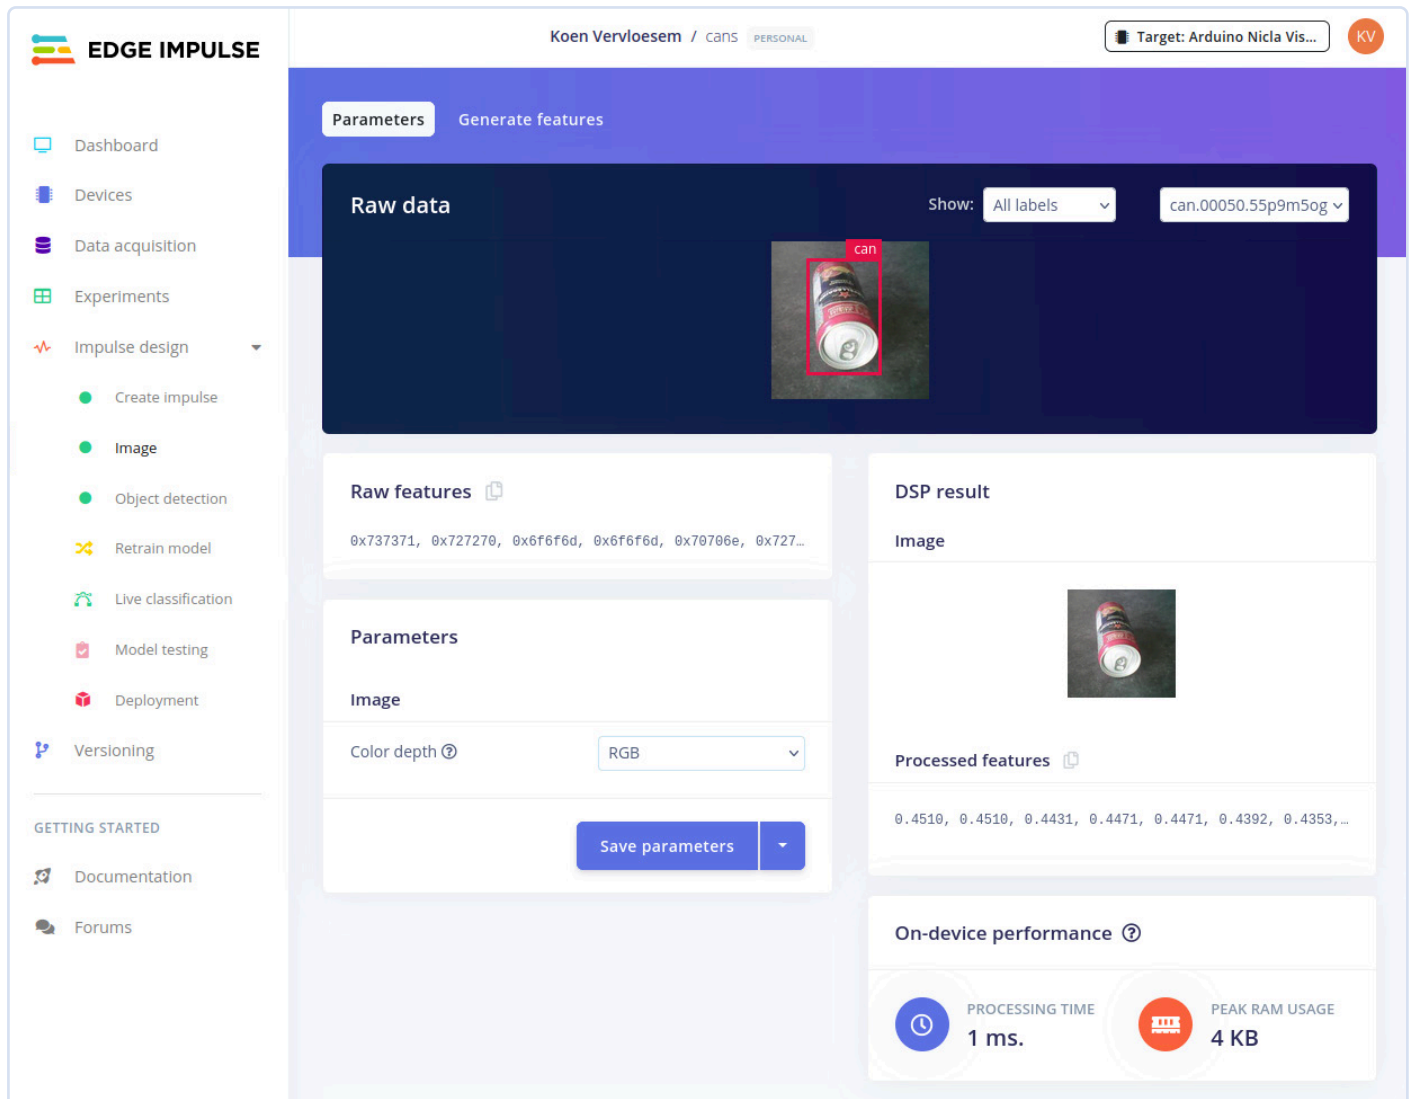 EDGE IMPULSE
Koen Vervloesem / cans PERSONAL
Target: Arduino Nicla Vis...
KV
Dashboard
Devices
Data acquisition
Experiments
Impulse design
Create impulse
Image
Object detection
Retrain model
Live classification
Model testing
Deployment
Versioning
GETTING STARTED
Documentation
Forums
Parameters
Generate features
Raw data
Show: All labels
can.00050.55p9m5og
can
Raw features
0x737371, 0x727270, 0x6f6f6d, 0x6f6f6d, 0x70706e, 0x727…
Parameters
Image
Color depth
RGB
Save parameters
DSP result
Image
Processed features
0.4510, 0.4510, 0.4431, 0.4471, 0.4471, 0.4392, 0.4353,…
On-device performance
PROCESSING TIME
1 ms.
PEAK RAM USAGE
4 KB